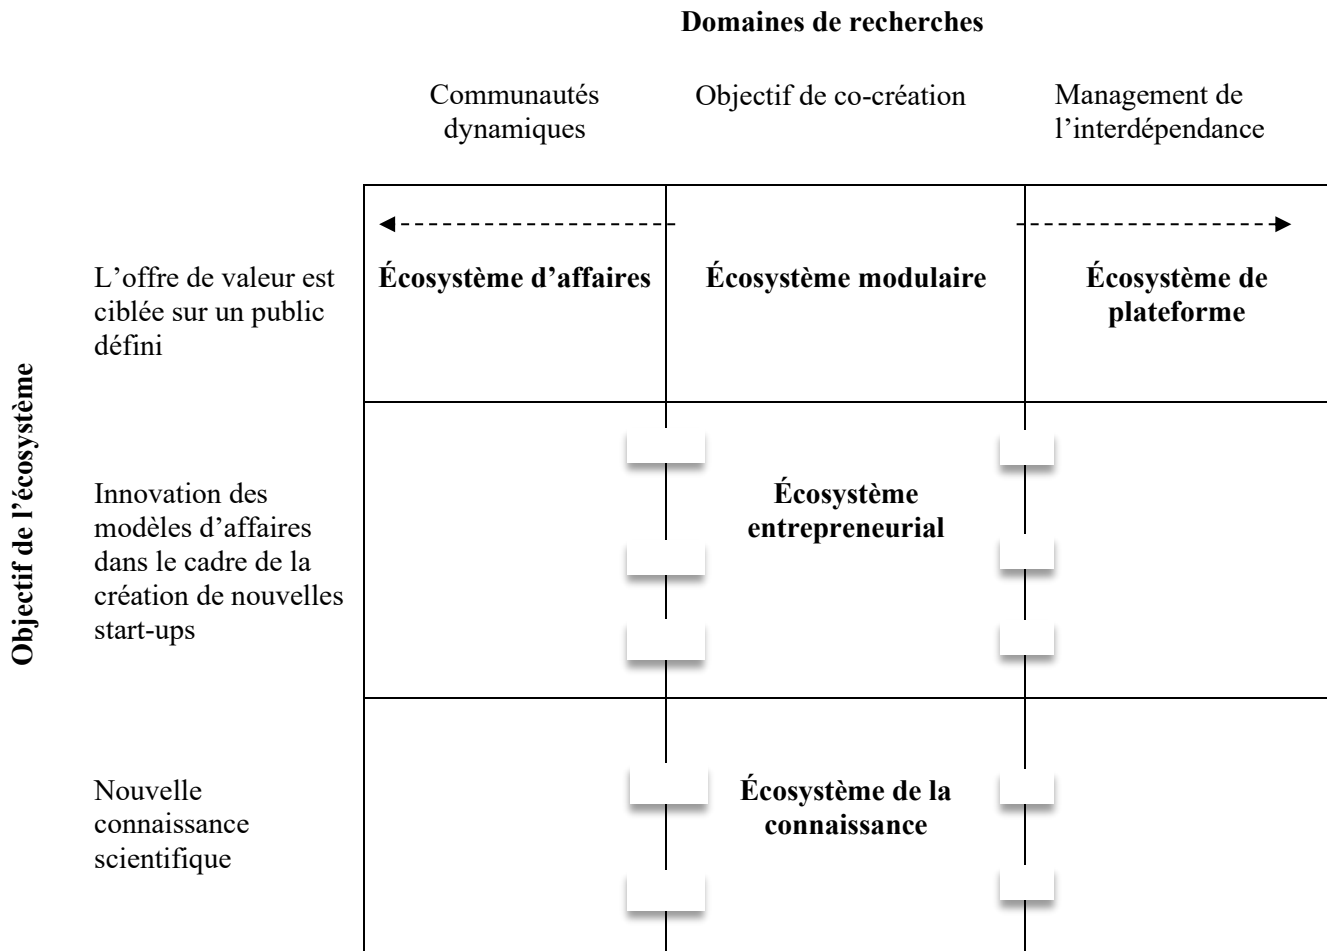 Domaines de recherches
Communautés
dynamiques
Objectif de co-création
Management de
l’interdépendance
Objectif de l’écosystème
L’offre de valeur est
ciblée sur un public
défini
Écosystème d’affaires
Écosystème modulaire
Écosystème de
plateforme
Innovation des
modèles d’affaires
dans le cadre de la
création de nouvelles
start-ups
Écosystème
entrepreneurial
Nouvelle
connaissance
scientifique
Écosystème de la
connaissance